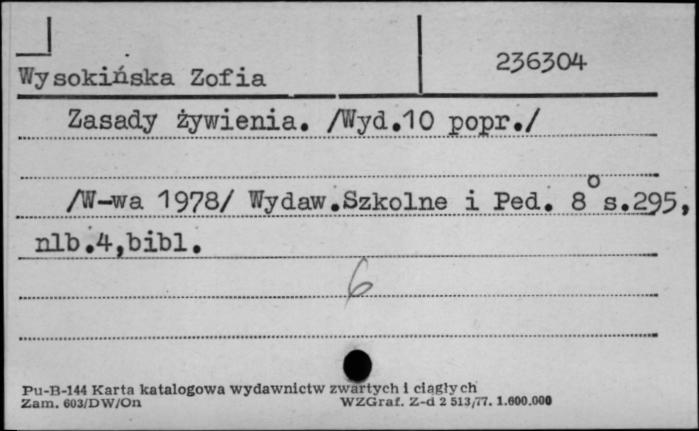 236304
Wysokińska Zofia
Zasady żywienia. /Wyd.10 popr./
/W-wa 1978/ Wydaw.Szkolne i Ped. 8° s.295,
nlb.4,bibl.
6
Pu-B-144 Karta katalogowa wydawnictw zwartych i ciągłych
Zam. 603/DW/On WZGraf. Z-d 2 513/77. 1.600.000